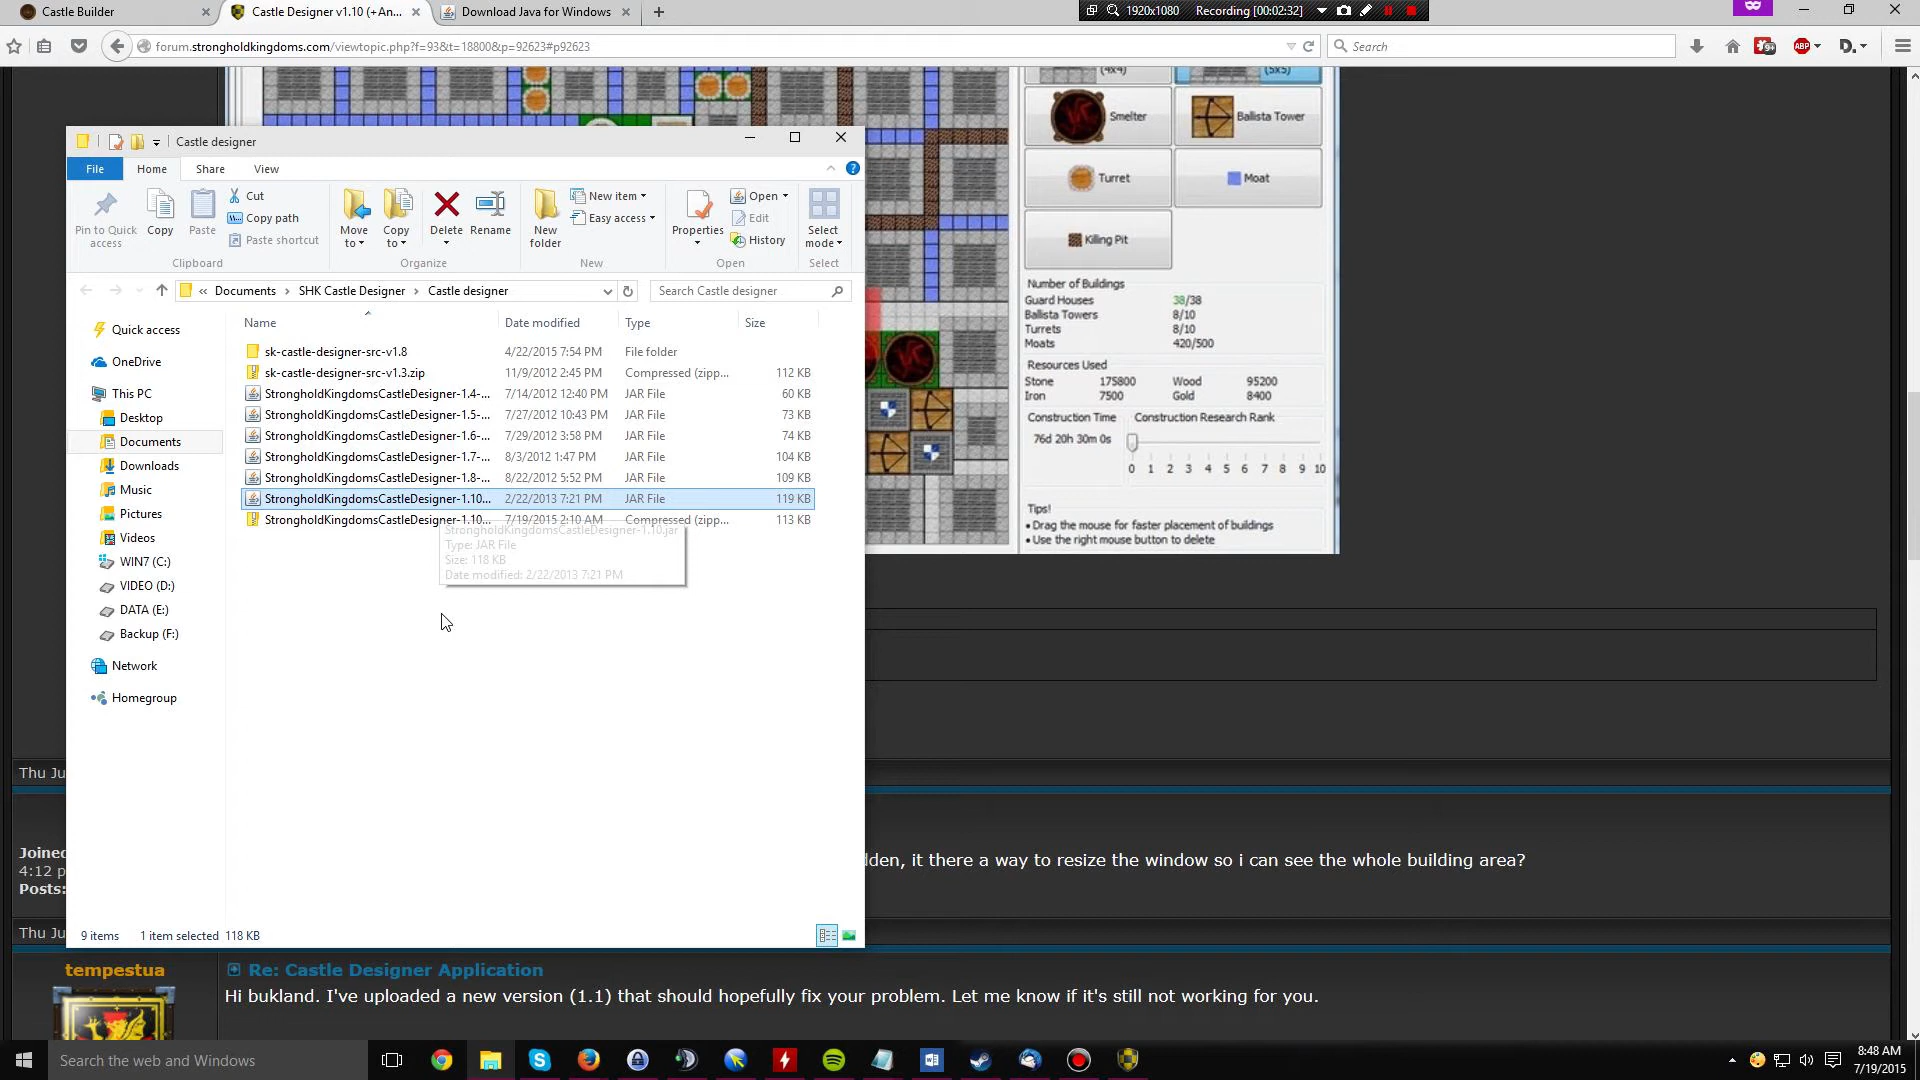 Castle Builder
Castle Designer v1.10 (+An...
Download Java for Windows
1920x1080
Recording [00:02:32]
forum.strongholdkingdoms.com/viewtopic.php?f=93&t=18800&p=92623#p92623
Search
9+
ABP
D.
(4x4)
(5x5)
Smelter
Ballista Tower
Turret
Moat
Killing Pit
Number of Buildings
Guard Houses 38/38
Ballista Towers 8/10
Turrets 8/10
Moats 420/500
Resources Used
Stone 175800 Wood 95200
Iron 7500 Gold 8400
Construction Time Construction Research Rank
76d 20h 30m 0s
0 1 2 3 4 5 6 7 8 9 10
Tips!
• Drag the mouse for faster placement of buildings
• Use the right mouse button to delete
Castle designer
File Home Share View
Pin to Quick access
Copy
Paste
Cut
Copy path
Paste shortcut
Clipboard
Move to
Copy to
Delete
Rename
Organize
New folder
New item
Easy access
New
Properties
Open
Edit
History
Open
Select mode
Select
« Documents › SHK Castle Designer › Castle designer
Search Castle designer
Name Date modified Type Size
sk-castle-designer-src-v1.8 4/22/2015 7:54 PM File folder
sk-castle-designer-src-v1.3.zip 11/9/2012 2:45 PM Compressed (zipp... 112 KB
StrongholdKingdomsCastleDesigner-1.4-... 7/14/2012 12:40 PM JAR File 60 KB
StrongholdKingdomsCastleDesigner-1.5-... 7/27/2012 10:43 PM JAR File 73 KB
StrongholdKingdomsCastleDesigner-1.6-... 7/29/2012 3:58 PM JAR File 74 KB
StrongholdKingdomsCastleDesigner-1.7-... 8/3/2012 1:47 PM JAR File 104 KB
StrongholdKingdomsCastleDesigner-1.8-... 8/22/2012 5:52 PM JAR File 109 KB
StrongholdKingdomsCastleDesigner-1.10... 2/22/2013 7:21 PM JAR File 119 KB
StrongholdKingdomsCastleDesigner-1.10... 7/19/2015 2:10 AM Compressed (zipp... 113 KB
StrongholdKingdomsCastleDesigner-1.10.jar
Type: JAR File
Size: 118 KB
Date modified: 2/22/2013 7:21 PM
Quick access
OneDrive
This PC
Desktop
Documents
Downloads
Music
Pictures
Videos
WIN7 (C:)
VIDEO (D:)
DATA (E:)
Backup (F:)
Network
Homegroup
9 items 1 item selected 118 KB
Thu Ju
Joined
4:12 p
Posts:
dden, it there a way to resize the window so i can see the whole building area?
Thu Ju
tempestua
Re: Castle Designer Application
Hi bukland. I've uploaded a new version (1.1) that should hopefully fix your problem. Let me know if it's still not working for you.
Search the web and Windows
8:48 AM
7/19/2015